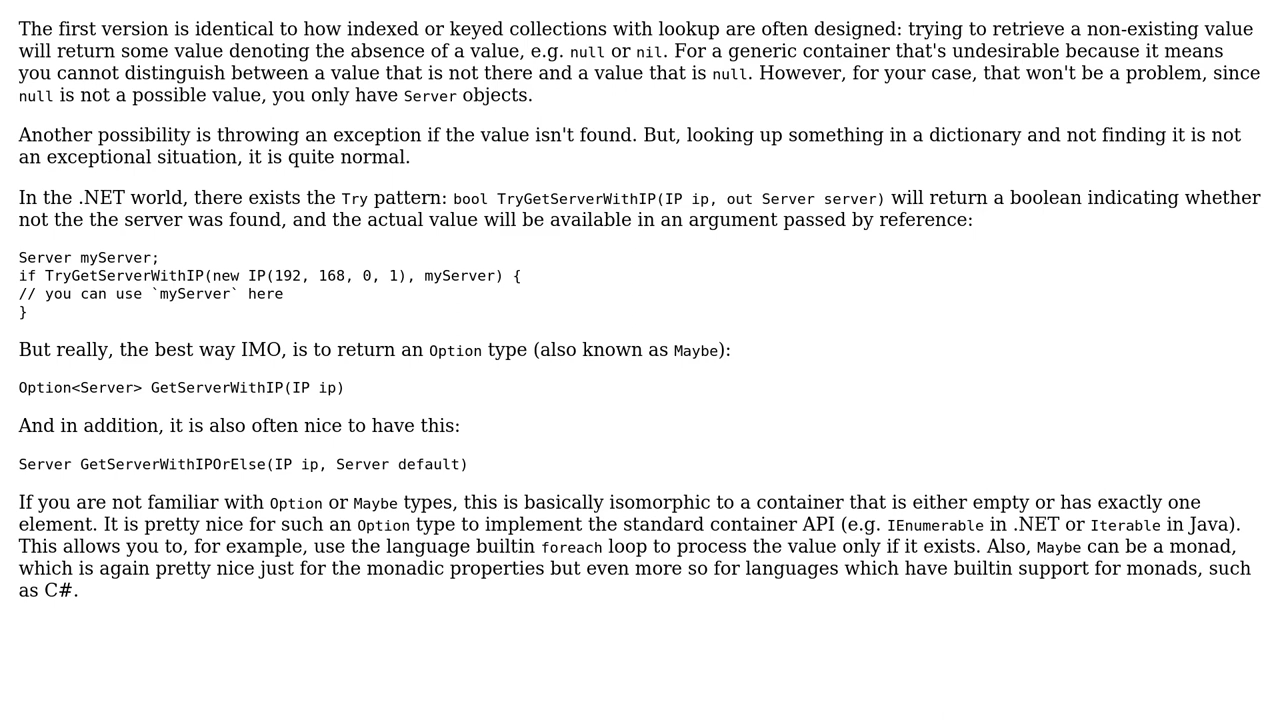 The first version is identical to how indexed or keyed collections with lookup are often designed: trying to retrieve a non-existing value
will return some value denoting the absence of a value, e.g. null or nil. For a generic container that's undesirable because it means
you cannot distinguish between a value that is not there and a value that is null. However, for your case, that won't be a problem, since
null is not a possible value, you only have Server objects.
Another possibility is throwing an exception if the value isn't found. But, looking up something in a dictionary and not finding it is not
an exceptional situation, it is quite normal.
In the .NET world, there exists the Try pattern: bool TryGetServerWithIP(IP ip, out Server server) will return a boolean indicating whether
not the the server was found, and the actual value will be available in an argument passed by reference:
Server myServer;
if TryGetServerWithIP(new IP(192, 168, 0, 1), myServer) {
// you can use `myServer` here
}
But really, the best way IMO, is to return an Option type (also known as Maybe):
Option<Server> GetServerWithIP(IP ip)
And in addition, it is also often nice to have this:
Server GetServerWithIPOrElse(IP ip, Server default)
If you are not familiar with Option or Maybe types, this is basically isomorphic to a container that is either empty or has exactly one
element. It is pretty nice for such an Option type to implement the standard container API (e.g. IEnumerable in .NET or Iterable in Java).
This allows you to, for example, use the language builtin foreach loop to process the value only if it exists. Also, Maybe can be a monad,
which is again pretty nice just for the monadic properties but even more so for languages which have builtin support for monads, such
as C#.